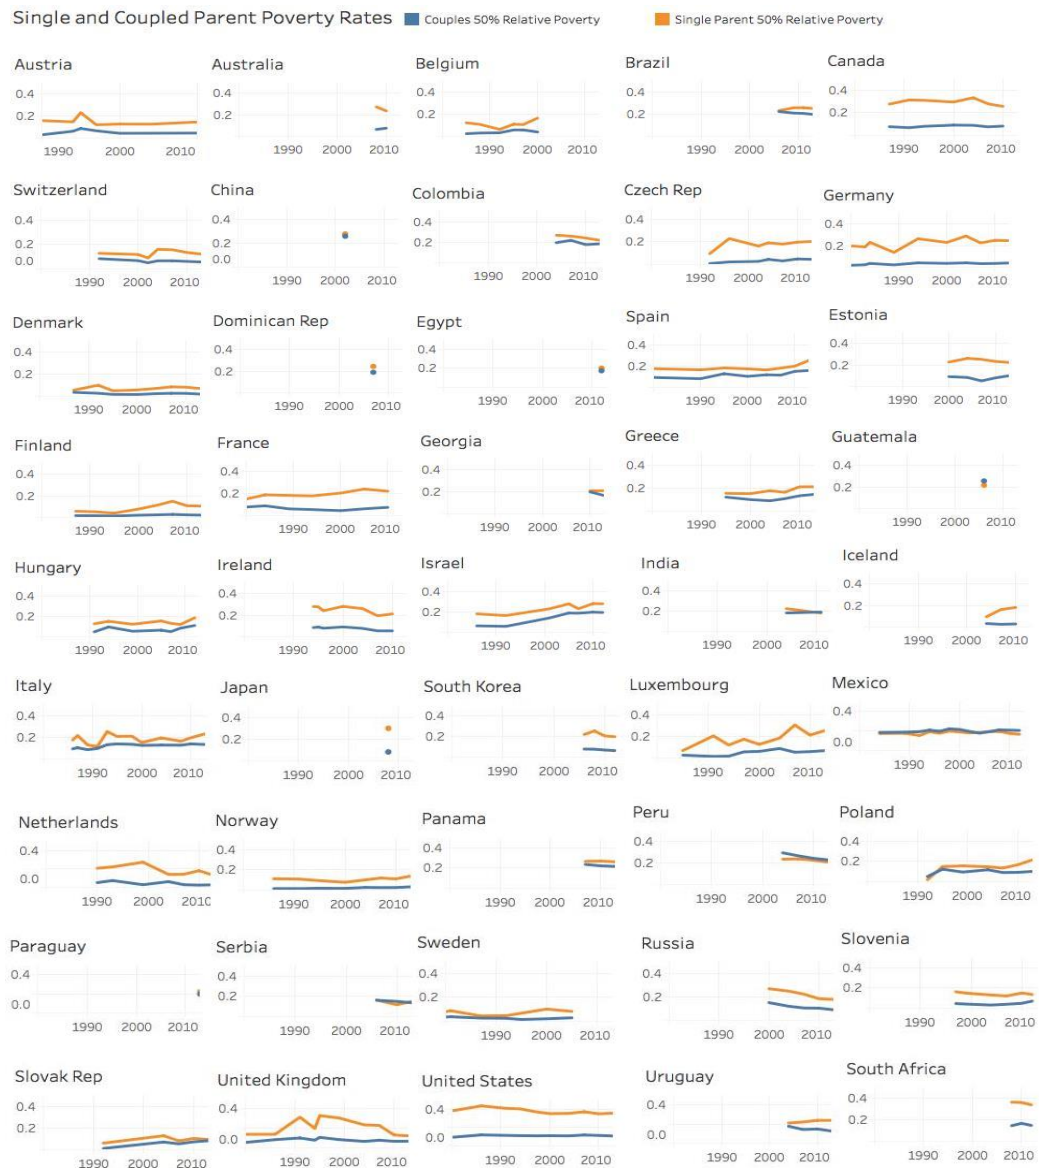 Single and Coupled Parent Poverty Rates
Couples 50% Relative Poverty
Single Parent 50% Relative Poverty
Austria
0.4
0.2
1990 2000 2010
Australia
0.4
0.2
1990 2000 2010
Belgium
0.4
0.2
1990 2000 2010
Brazil
0.4
0.2
1990 2000 2010
Canada
0.4
0.2
1990 2000 2010
Switzerland
0.4
0.2
0.0
1990 2000 2010
China
0.4
0.2
0.0
1990 2000 2010
Colombia
0.4
0.2
1990 2000 2010
Czech Rep
0.4
0.2
1990 2000 2010
Germany
0.4
0.2
1990 2000 2010
Denmark
0.4
0.2
1990 2000 2010
Dominican Rep
0.4
0.2
1990 2000 2010
Egypt
0.4
0.2
1990 2000 2010
Spain
0.4
0.2
1990 2000 2010
Estonia
0.4
0.2
1990 2000 2010
Finland
0.4
0.2
1990 2000 2010
France
0.4
0.2
1990 2000 2010
Georgia
0.4
0.2
1990 2000 2010
Greece
0.4
0.2
1990 2000 2010
Guatemala
0.4
0.2
1990 2000 2010
Hungary
0.4
0.2
1990 2000 2010
Ireland
0.4
0.2
1990 2000 2010
Israel
0.4
0.2
1990 2000 2010
India
0.4
0.2
1990 2000 2010
Iceland
0.4
0.2
1990 2000 2010
Italy
0.4
0.2
1990 2000 2010
Japan
0.4
0.2
1990 2000 2010
South Korea
0.4
0.2
1990 2000 2010
Luxembourg
0.4
0.2
1990 2000 2010
Mexico
0.4
0.0
1990 2000 2010
Netherlands
0.4
0.0
1990 2000 2010
Norway
0.4
0.2
1990 2000 2010
Panama
0.4
0.2
1990 2000 2010
Peru
0.4
0.2
1990 2000 2010
Poland
0.4
0.2
1990 2000 2010
Paraguay
0.4
0.0
1990 2000 2010
Serbia
0.4
0.2
1990 2000 2010
Sweden
0.4
0.2
1990 2000 2010
Russia
0.4
0.2
1990 2000 2010
Slovenia
0.4
0.2
1990 2000 2010
Slovak Rep
0.4
0.2
1990 2000 2010
United Kingdom
0.4
0.0
1990 2000 2010
United States
0.4
0.0
1990 2000 2010
Uruguay
0.4
0.0
1990 2000 2010
South Africa
0.4
0.2
1990 2000 2010